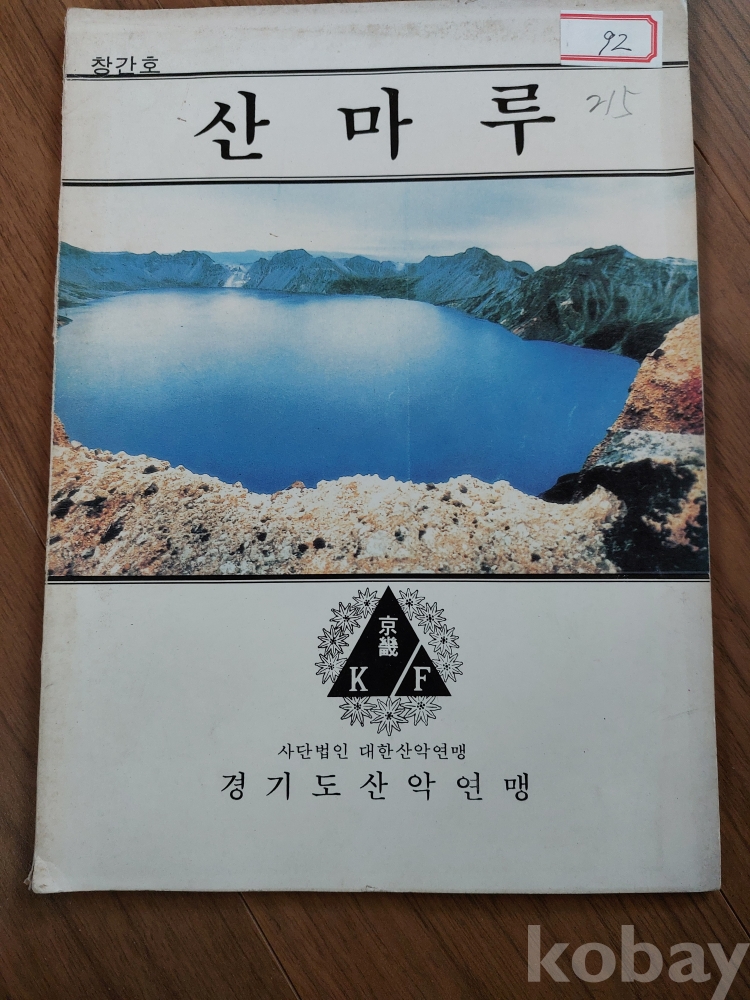 92
창간호
산 마 루
215
京
畿
K F
사단법인 대한산악연맹
경기도산악연맹
kobay